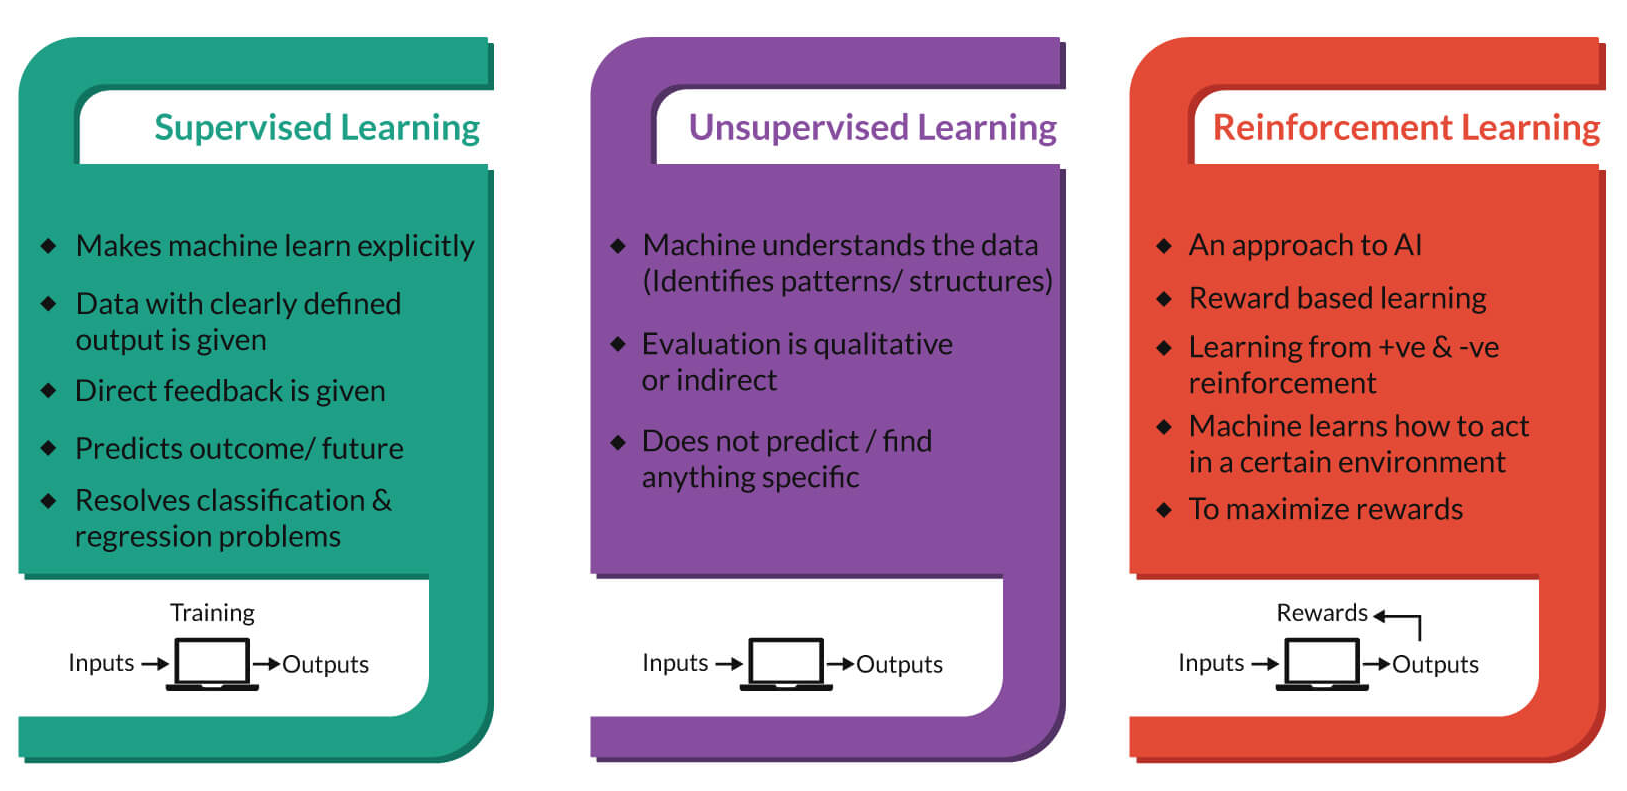 Supervised Learning
◆ Makes machine learn explicitly
◆ Data with clearly defined
output is given
◆ Direct feedback is given
◆ Predicts outcome/ future
◆ Resolves classification &
regression problems
Training
Inputs → Outputs
Unsupervised Learning
◆ Machine understands the data
(Identifies patterns/ structures)
◆ Evaluation is qualitative
or indirect
◆ Does not predict / find
anything specific
Inputs → Outputs
Reinforcement Learning
◆ An approach to AI
◆ Reward based learning
◆ Learning from +ve & -ve
reinforcement
◆ Machine learns how to act
in a certain environment
◆ To maximize rewards
Rewards
Inputs → Outputs